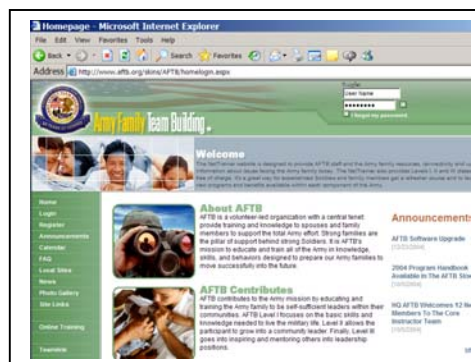 Homepage - Microsoft Internet Explorer
File Edit View Favorites Tools Help
Back Search Favorites
Address http://www.aftb.org/skins/AFTB/homelogin.aspx
User Name
I forgot my password
Army Family Team Building
Welcome
information about issues facing the Army family today.
Home
Login
Register
Announcements
Calendar
FAQ
Local Sites
News
Photo Gallery
Site Links
Online Training
About AFTB
AFTB is a volunteer-led organization with a central tenet:
provide training and knowledge to spouses and family
members to support the total Army effort. Strong families are
the pillar of support behind strong Soldiers. It is AFTB's
mission to educate and train all of the Army in knowledge,
skills, and behaviors designed to prepare our Army families to
move successfully into the future.
AFTB Contributes
AFTB contributes to the Army mission by educating and
training the Army family to be self-sufficient leaders within their
communities. AFTB Level I focuses on the basic skills and
knowledge needed to live the military life. Level II allows the
participant to grow into a community leader. Finally, Level III
goes into inspiring and mentoring others into leadership
positions.
Announcements
AFTB Software Upgrade
2004 Program Handbook
Available in The AFTB
HQ AFTB Welcomes 12
Members To The Core
Instructor Team